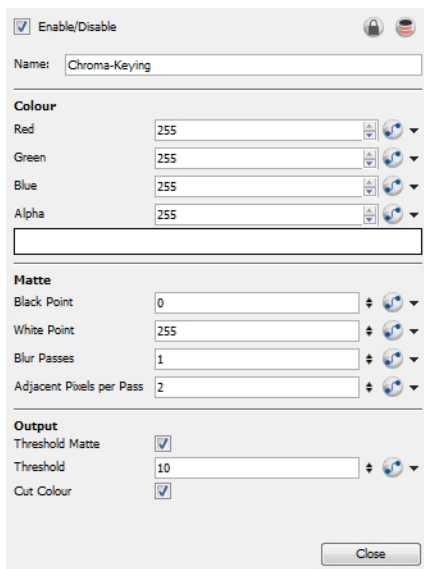 Enable/Disable
Name: Chroma-Keying
Colour
Red 255
Green 255
Blue 255
Alpha 255
Matte
Black Point 0
White Point 255
Blur Passes 1
Adjacent Pixels per Pass 2
Output
Threshold Matte
Threshold 10
Cut Colour
Close